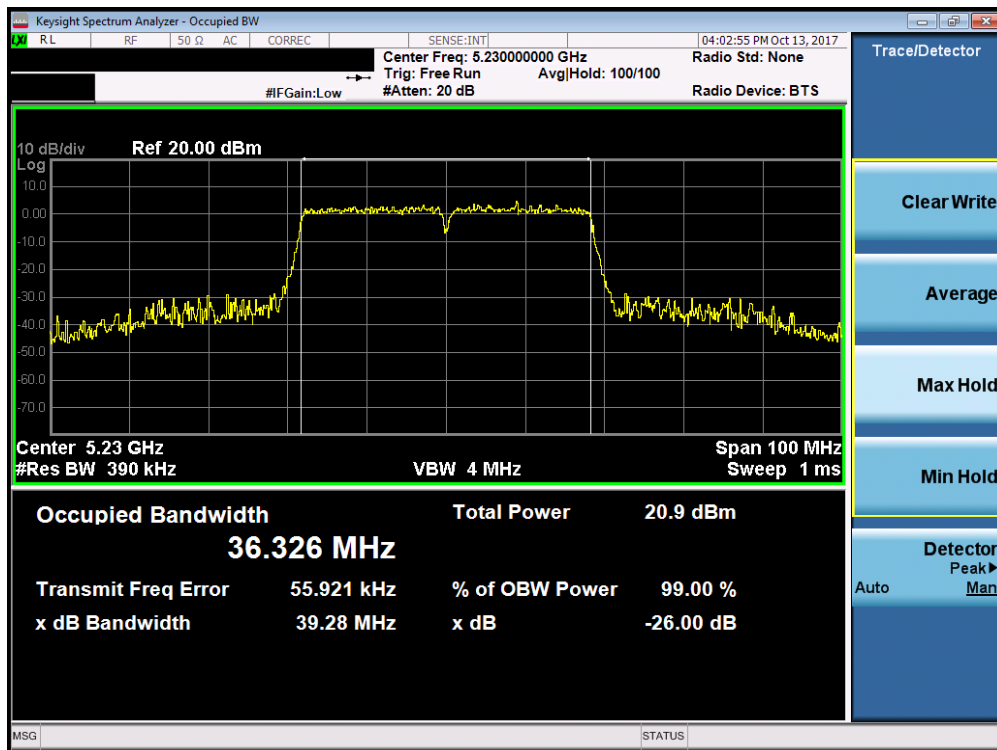 Keysight Spectrum Analyzer - Occupied BW
LXI RL RF 50 Ω AC CORREC SENSE:INT 04:02:55 PM Oct 13, 2017
Center Freq: 5.230000000 GHz Radio Std: None
Trig: Free Run Avg|Hold: 100/100
#IFGain:Low #Atten: 20 dB Radio Device: BTS
10 dB/div Ref 20.00 dBm
Log
10.0
0.00
-10.0
-20.0
-30.0
-40.0
-50.0
-60.0
-70.0
Center 5.23 GHz Span 100 MHz
#Res BW 390 kHz VBW 4 MHz Sweep 1 ms
Occupied Bandwidth Total Power 20.9 dBm
36.326 MHz
Transmit Freq Error 55.921 kHz % of OBW Power 99.00 %
x dB Bandwidth 39.28 MHz x dB -26.00 dB
MSG STATUS
Trace/Detector
Clear Write
Average
Max Hold
Min Hold
Detector
Peak▶
Auto Man